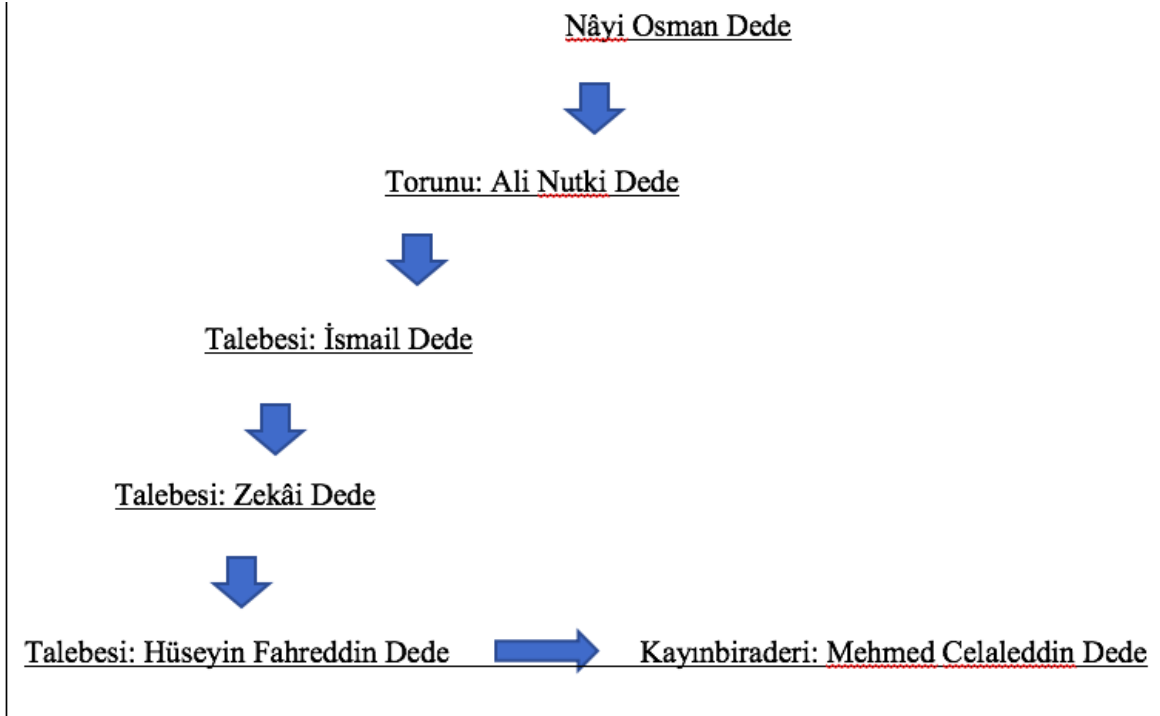 Nâyi Osman Dede
Torunu: Ali Nutki Dede
Talebesi: İsmail Dede
Talebesi: Zekâi Dede
Talebesi: Hüseyin Fahreddin Dede Kayınbiraderi: Mehmed Celaleddin Dede